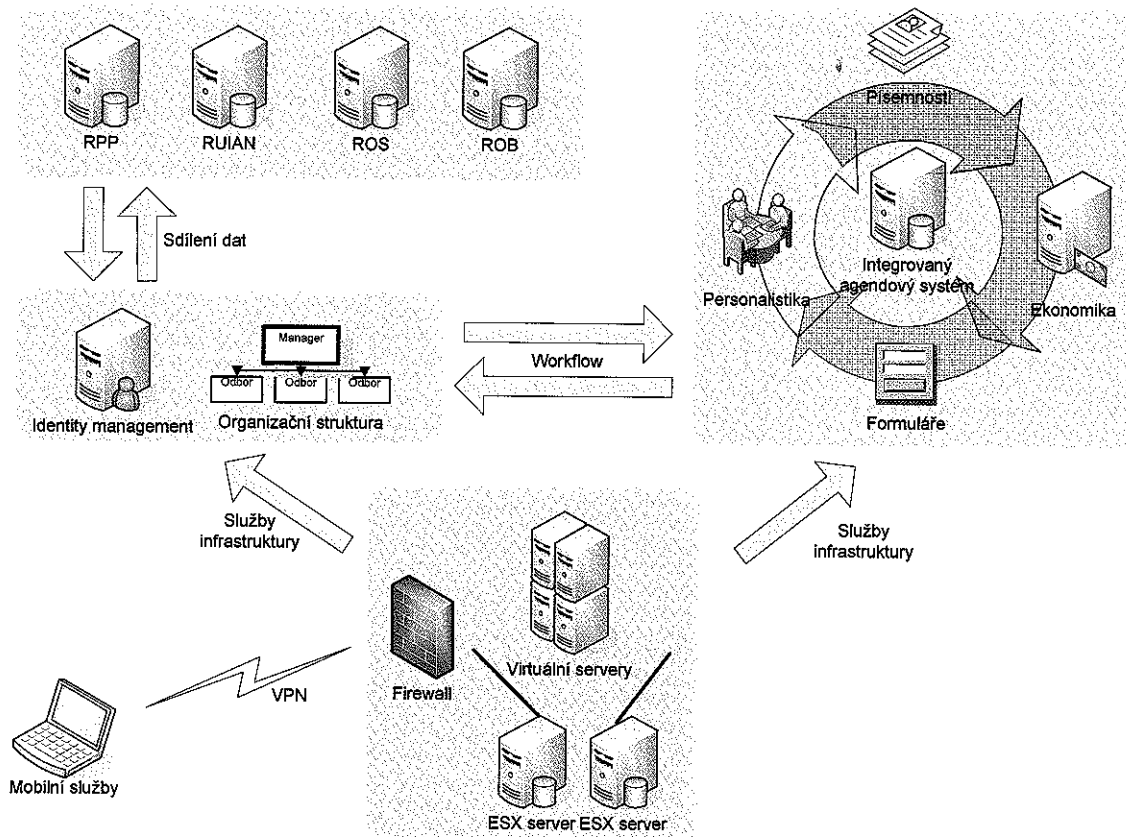 RPP
RUIAN
ROS
ROB
Sdílení dat
Písemnosti
Personalistika
Integrovaný
agendový systém
Ekonomika
Formuláře
Manager
Odbor
Odbor
Odbor
Identity management
Organizační struktura
Workflow
Služby
infrastruktury
Služby
infrastruktury
Virtuální servery
Firewall
VPN
Mobilní služby
ESX server
ESX server